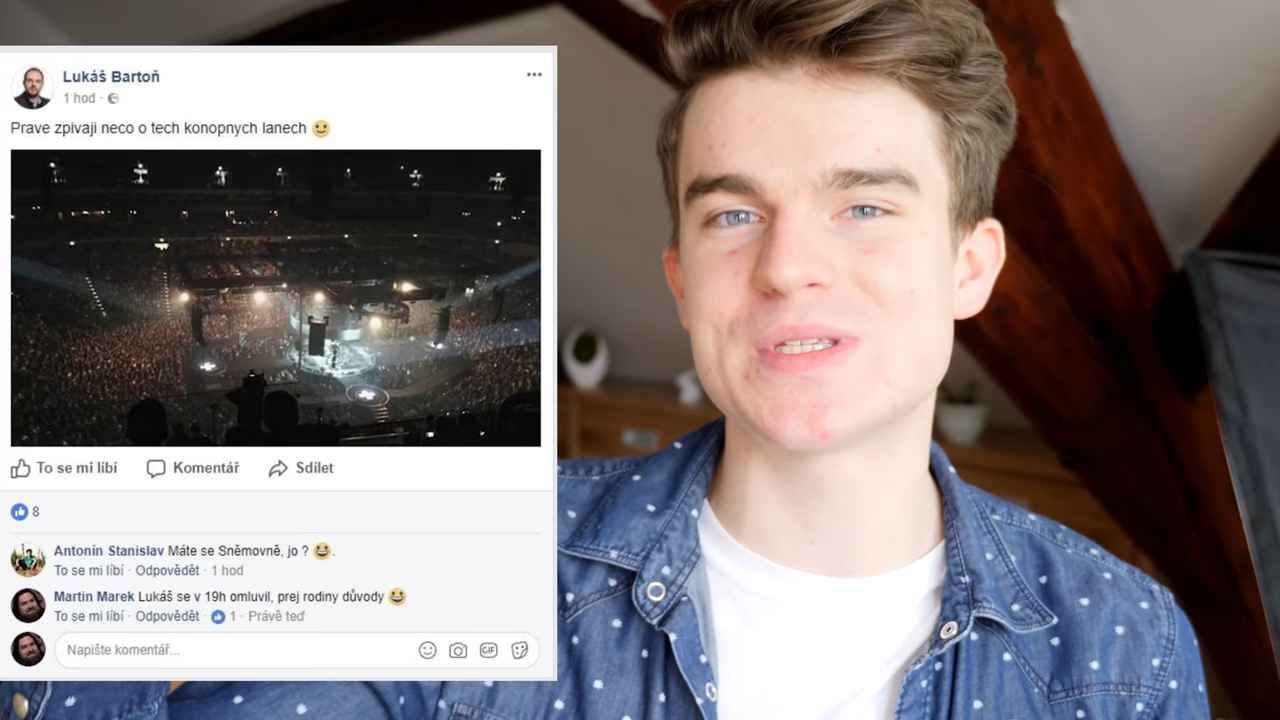 Lukáš Bartoň
1 hod
Prave zpivaji neco o tech konopnych lanech
To se mi líbí Komentář Sdílet
8
Antonín Stanislav Máte se Sněmovně, jo ? .
To se mi líbí · Odpovědět · 1 hod
Martin Marek Lukáš se v 19h omluvil, prej rodiny důvody
To se mi líbí · Odpovědět · 1 · Právě teď
Napište komentář...
GIF